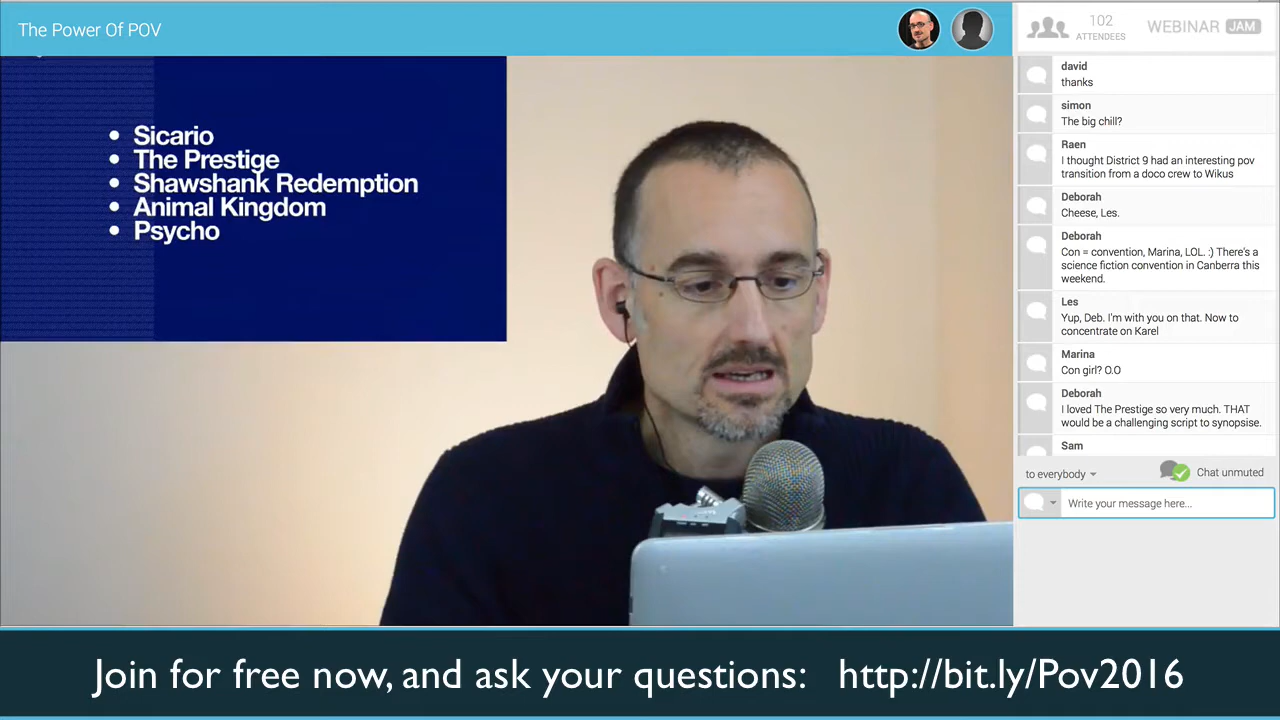 The Power Of POV
102
ATTENDEES
WEBINAR JAM
• Sicario
• The Prestige
• Shawshank Redemption
• Animal Kingdom
• Psycho
david
thanks
simon
The big chill?
Raen
I thought District 9 had an interesting pov
transition from a doco crew to Wikus
Deborah
Cheese, Les.
Deborah
Con = convention, Marina, LOL. :) There's a
science fiction convention in Canberra this
weekend.
Les
Yup, Deb. I'm with you on that. Now to
concentrate on Karel
Marina
Con girl? O.O
Deborah
I loved The Prestige so very much. THAT
would be a challenging script to synopsise.
Sam
to everybody
Chat unmuted
Write your message here...
Join for free now, and ask your questions: http://bit.ly/Pov2016